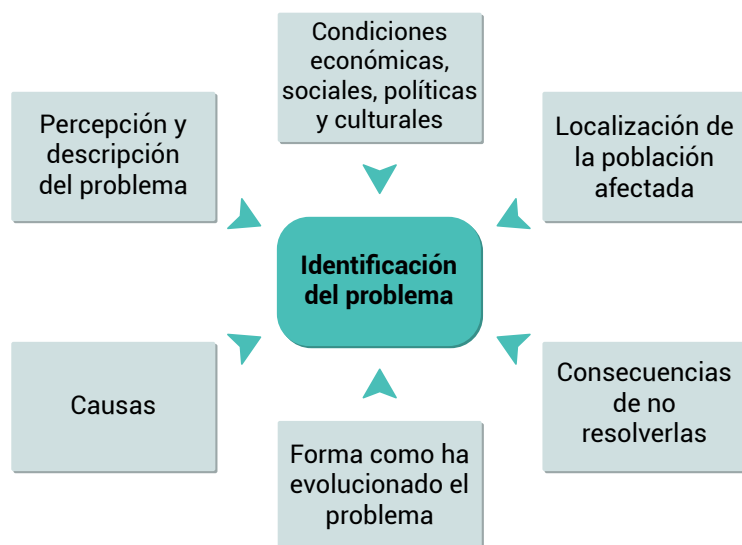 Condiciones
económicas,
sociales, políticas
y culturales
Percepción y
descripción
del problema
Localización de
la población
afectada
Identificación
del problema
Causas
Forma como ha
evolucionado el
problema
Consecuencias
de no
resolverlas